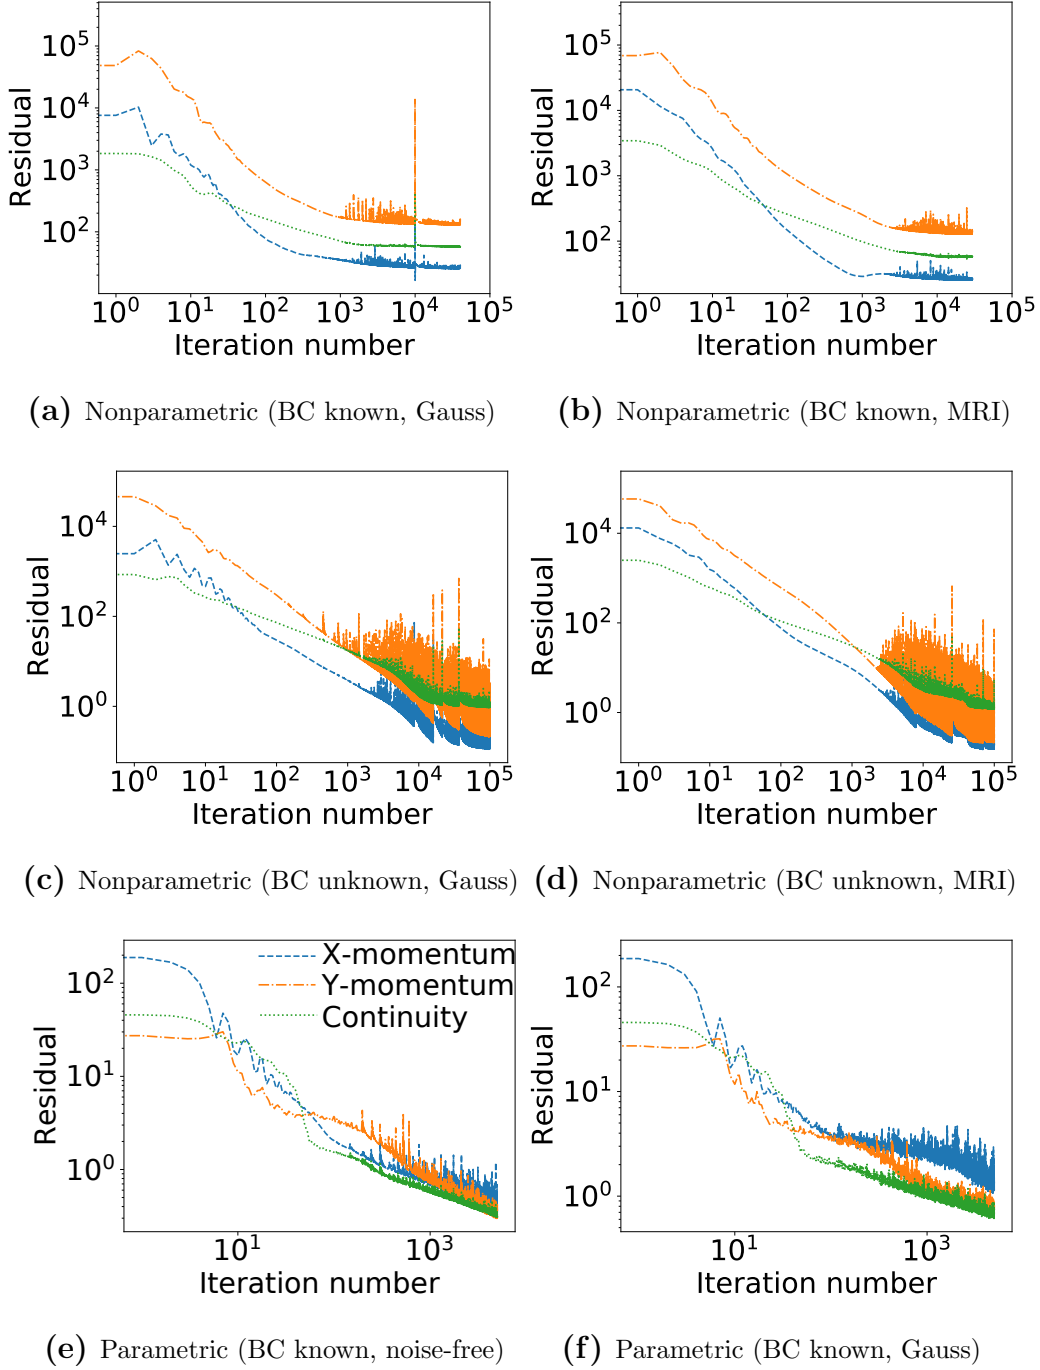 10^5
10^4
10^3
10^2
Residual
10^0 10^1 10^2 10^3 10^4 10^5
Iteration number
(a) Nonparametric (BC known, Gauss)
10^5
10^4
10^3
10^2
Residual
10^0 10^1 10^2 10^3 10^4 10^5
Iteration number
(b) Nonparametric (BC known, MRI)
10^4
10^2
10^0
Residual
10^0 10^1 10^2 10^3 10^4 10^5
Iteration number
(c) Nonparametric (BC unknown, Gauss)
10^4
10^2
10^0
Residual
10^0 10^1 10^2 10^3 10^4 10^5
Iteration number
(d) Nonparametric (BC unknown, MRI)
10^2
10^1
10^0
Residual
X-momentum
Y-momentum
Continuity
10^1 10^3
Iteration number
(e) Parametric (BC known, noise-free)
10^2
10^1
10^0
Residual
10^1 10^3
Iteration number
(f) Parametric (BC known, Gauss)